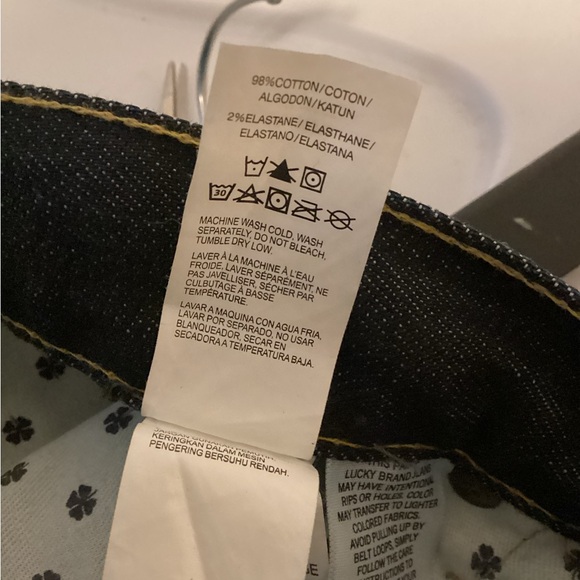 98%COTTON/COTON/
ALGODON/KATUN
2%ELASTANE/ELASTHANE/
ELASTANO/ELASTANA
30
MACHINE WASH COLD, WASH
SEPARATELY, DO NOT BLEACH,
TUMBLE DRY LOW.
LAVER À LA MACHINE À L'EAU
FROIDE, LAVER SÉPAREMENT, NE
PAS JAVELLISER, SÉCHER PAR
CULBUTAGE À BASSE
TEMPÉRATURE.
LAVAR A MAQUINA CON AGUA FRIA,
LAVAR POR SEPARADO, NO USAR
BLANQUEADOR, SECAR EN
SECADORA A TEMPERATURA BAJA.
KERINGKAN DALAM MESIN
PENGERING BERSUHU RENDAH.
THIS
LUCKY BRAND JEANS
MAY HAVE INTENTIONAL
RIPS OR HOLES. COLOR
MAY TRANSFER TO LIGHTER
COLORED FABRICS.
AVOID PULLING UP BY
BELT LOOPS, SIMPLY
FOLLOW THE CARE